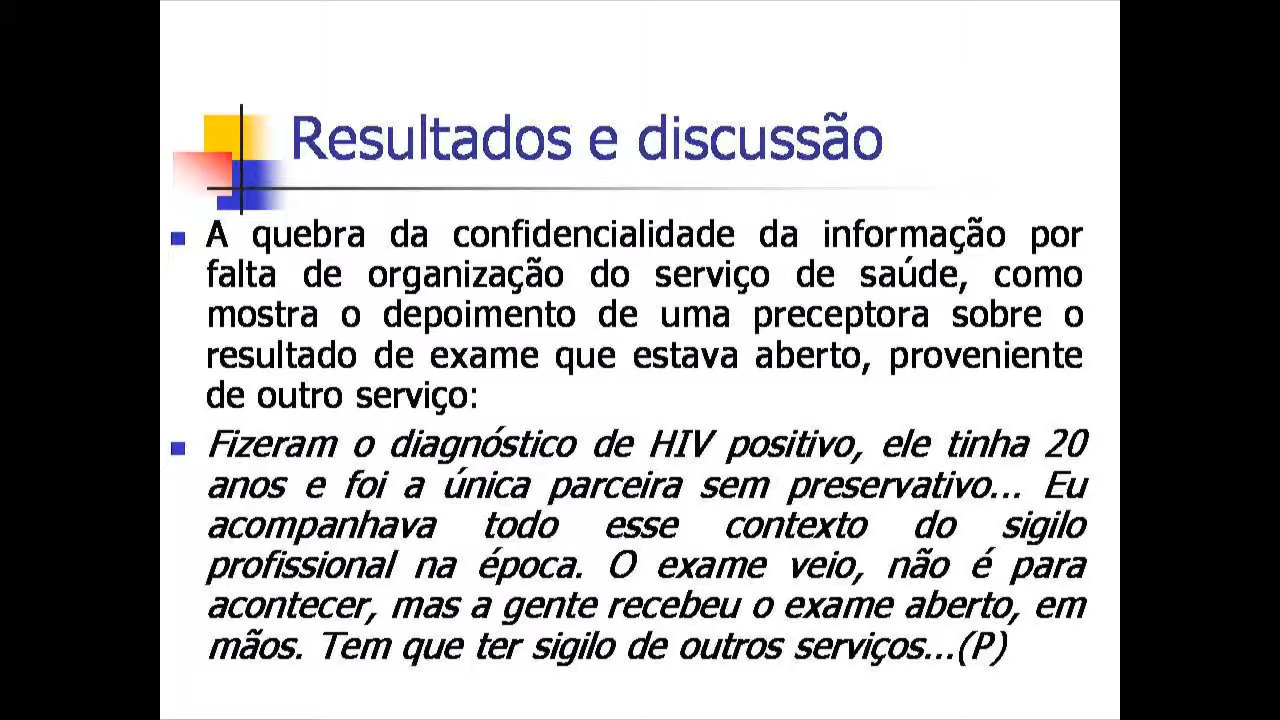 Resultados e discussão
A quebra da confidencialidade da informação por
falta de organização do serviço de saúde, como
mostra o depoimento de uma preceptora sobre o
resultado de exame que estava aberto, proveniente
de outro serviço:
Fizeram o diagnóstico de HIV positivo, ele tinha 20
anos e foi a única parceira sem preservativo... Eu
acompanhava todo esse contexto do sigilo
profissional na época. O exame veio, não é para
acontecer, mas a gente recebeu o exame aberto, em
mãos. Tem que ter sigilo de outros serviços...(P)